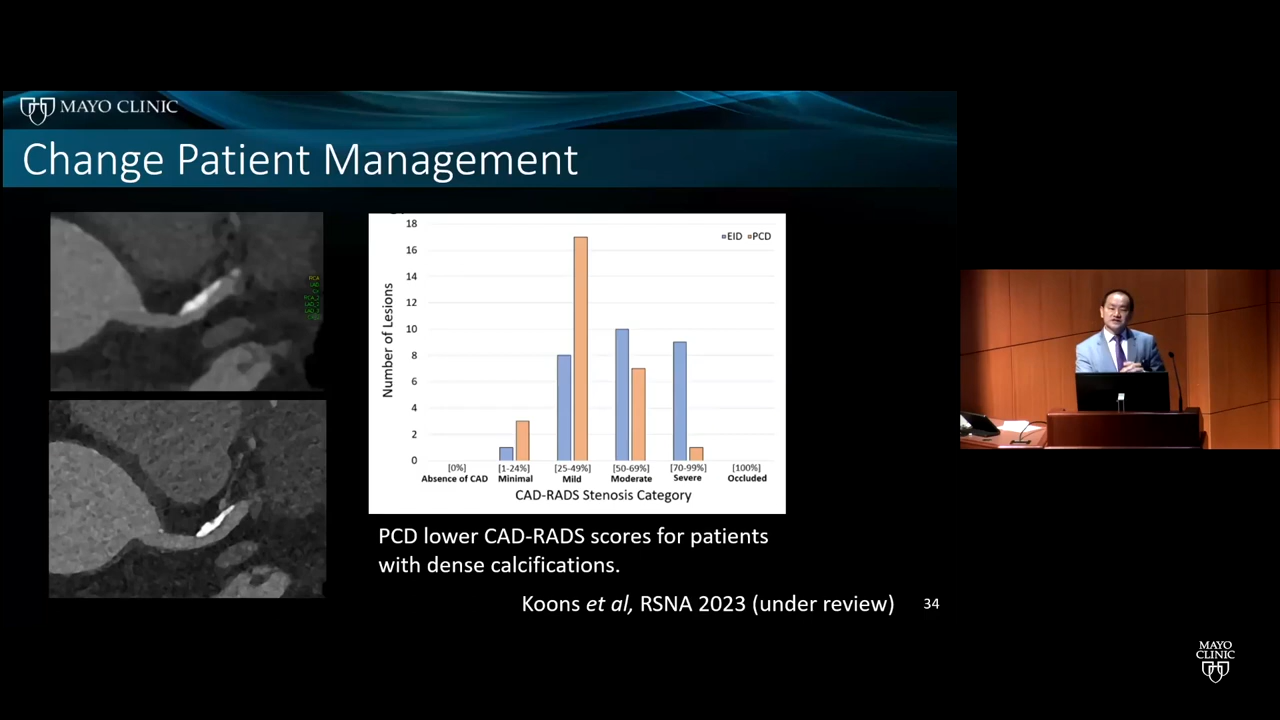 MAYO CLINIC
Change Patient Management
RCA
18
16
14
12
10
8
6
4
2
0
Number of Lesions
EID PCD
[0%] [1-24%] [25-49%] [50-69%] [70-99%] [100%]
Absence of CAD Minimal Mild Moderate Severe Occluded
CAD-RADS Stenosis Category
PCD lower CAD-RADS scores for patients
with dense calcifications.
Koons et al, RSNA 2023 (under review)
34
MAYO
CLINIC